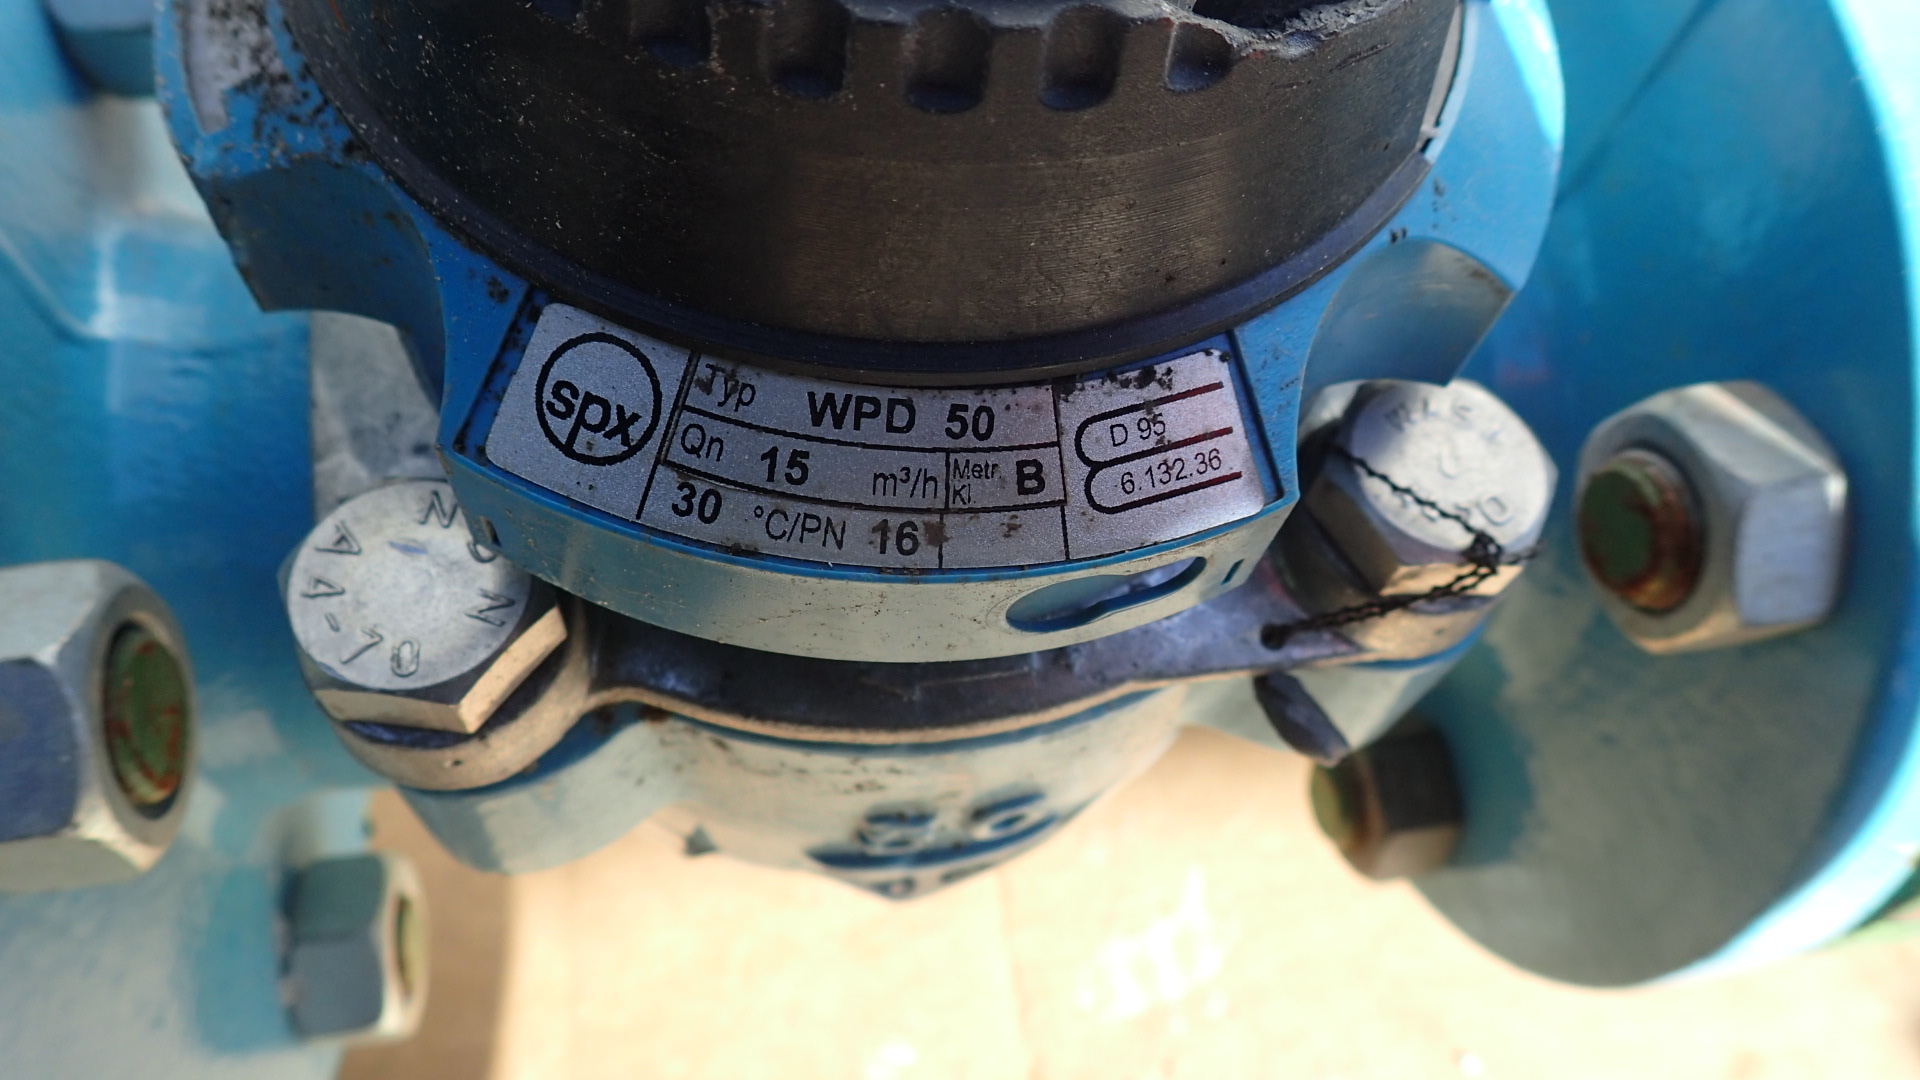 spx
Typ WPD 50
Qn 15 m³/h Metr. Kl. B
30 °C/PN 16
D 95
6.132.36